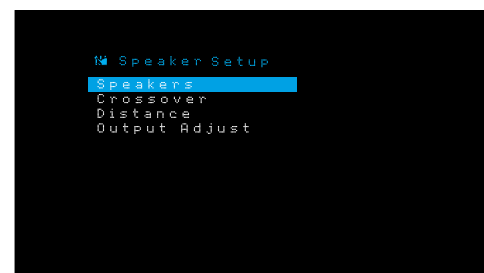 Speaker Setup
Speakers
Crossover
Distance
Output Adjust